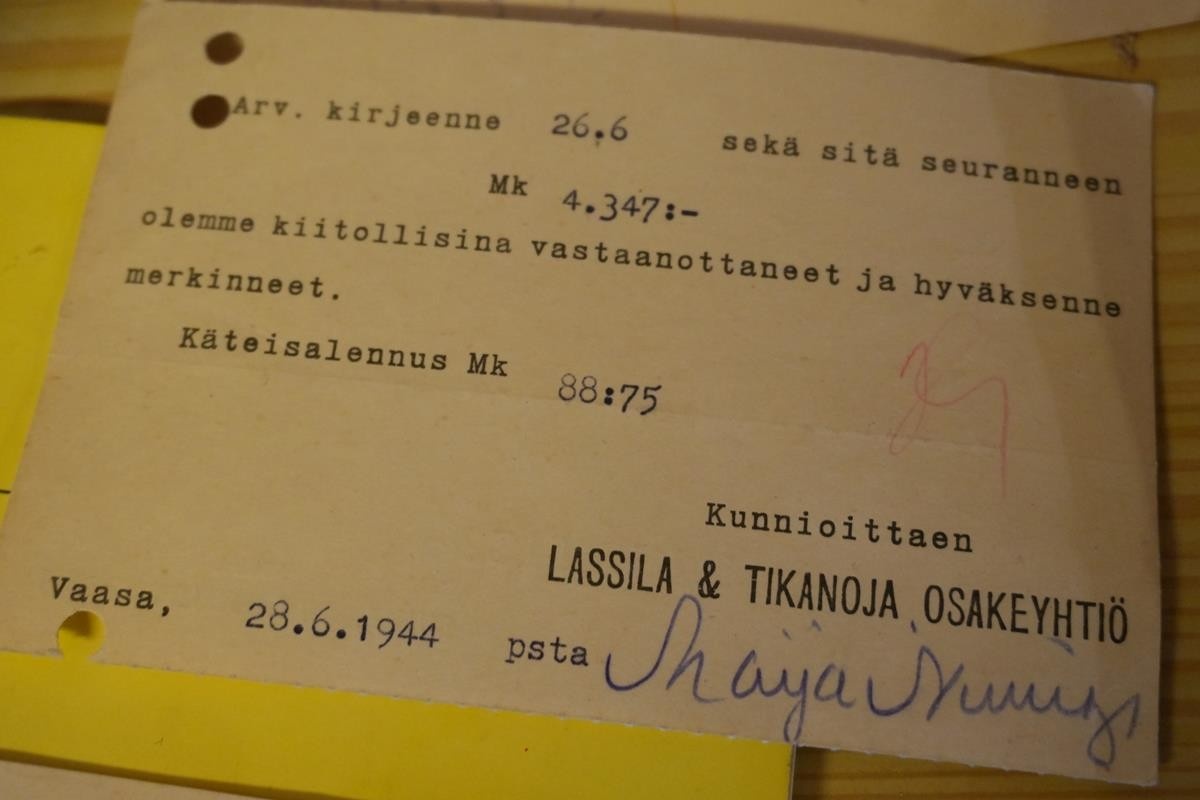 Arv. kirjeenne 26.6 sekä sitä seuranneen
Mk 4.347:-
olemme kiitollisina vastaanottaneet ja hyväksenne
merkinneet.
Käteisalennus Mk 88:75
Kunnioittaen
LASSILA & TIKANOJA OSAKEYHTIÖ
Vaasa, 28.6.1944 psta Maija